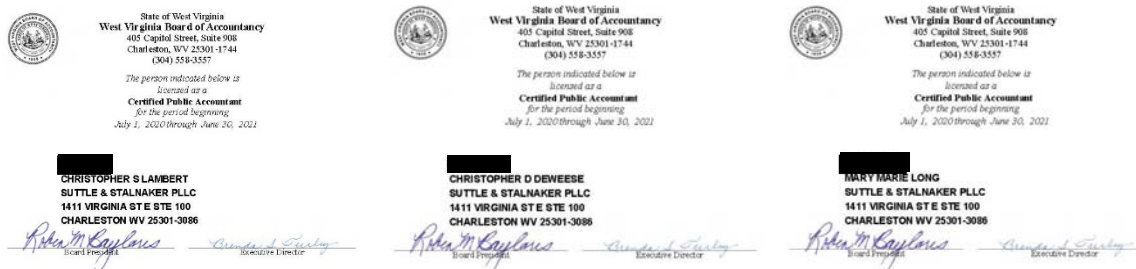 State of West Virginia
West Virginia Board of Accountancy
405 Capitol Street, Suite 908
Charleston, WV 25301-1744
(304) 558-3557
The person indicated below is
licensed as a
Certified Public Accountant
for the period beginning
July 1, 2020 through June 30, 2021
CHRISTOPHER S LAMBERT
SUTTLE & STALNAKER PLLC
1411 VIRGINIA ST E STE 100
CHARLESTON WV 25301-3086
Board President
Executive Director
State of West Virginia
West Virginia Board of Accountancy
405 Capitol Street, Suite 908
Charleston, WV 25301-1744
(304) 558-3557
The person indicated below is
licensed as a
Certified Public Accountant
for the period beginning
July 1, 2020 through June 30, 2021
CHRISTOPHER D DEWEESE
SUTTLE & STALNAKER PLLC
1411 VIRGINIA ST E STE 100
CHARLESTON WV 25301-3086
Board President
Executive Director
State of West Virginia
West Virginia Board of Accountancy
405 Capitol Street, Suite 908
Charleston, WV 25301-1744
(304) 558-3557
The person indicated below is
licensed as a
Certified Public Accountant
for the period beginning
July 1, 2020 through June 30, 2021
MARY MARIE LONG
SUTTLE & STALNAKER PLLC
1411 VIRGINIA ST E STE 100
CHARLESTON WV 25301-3086
Board President
Executive Director